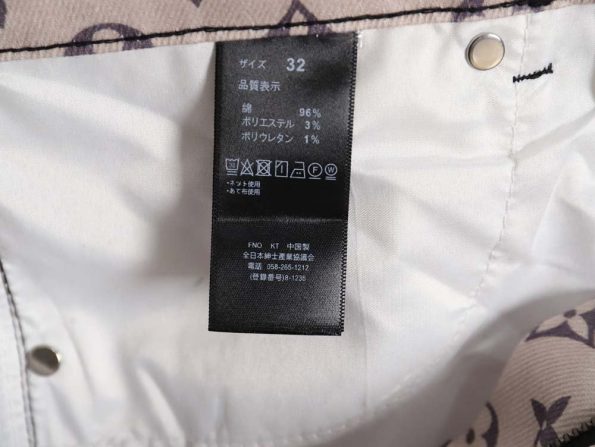 サイズ 32
品質表示
綿 96%
ポリエステル 3%
ポリウレタン 1%
・ネット使用
・あて布使用
FNO KT 中国製
全日本紳士産業協議会
電話 058-265-1212
(登録番号)8-1235